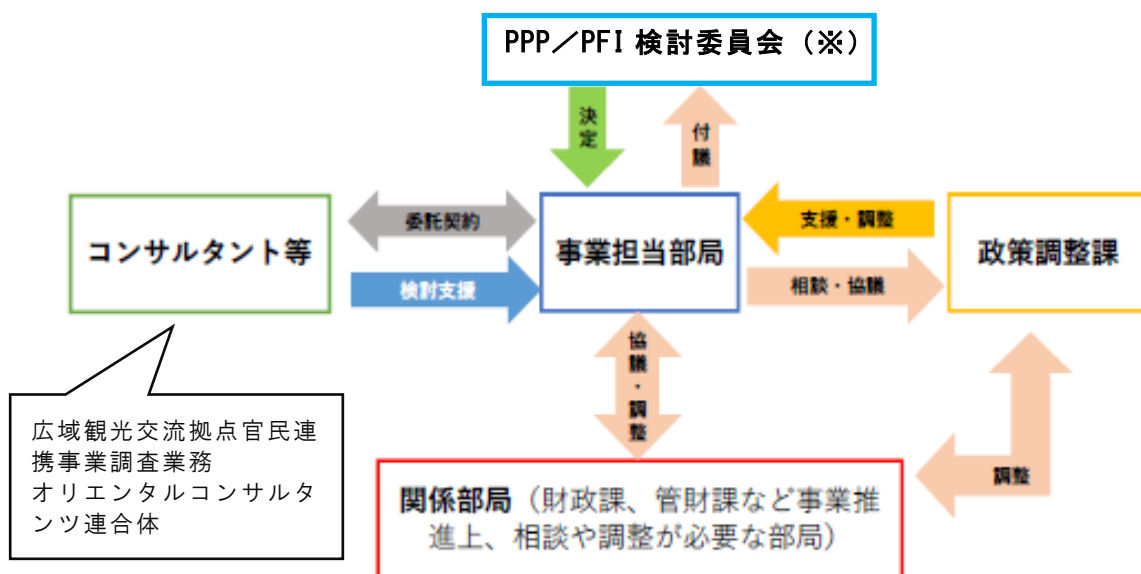 PPP／PFI 検討委員会（※）
決定
付議
コンサルタント等
委託契約
検討支援
事業担当部局
支援・調整
相談・協議
政策調整課
協議・調整
調整
広域観光交流拠点官民連
携事業調査業務
オリエンタルコンサルタ
ンツ連合体
関係部局（財政課、管財課など事業推
進上、相談や調整が必要な部局）